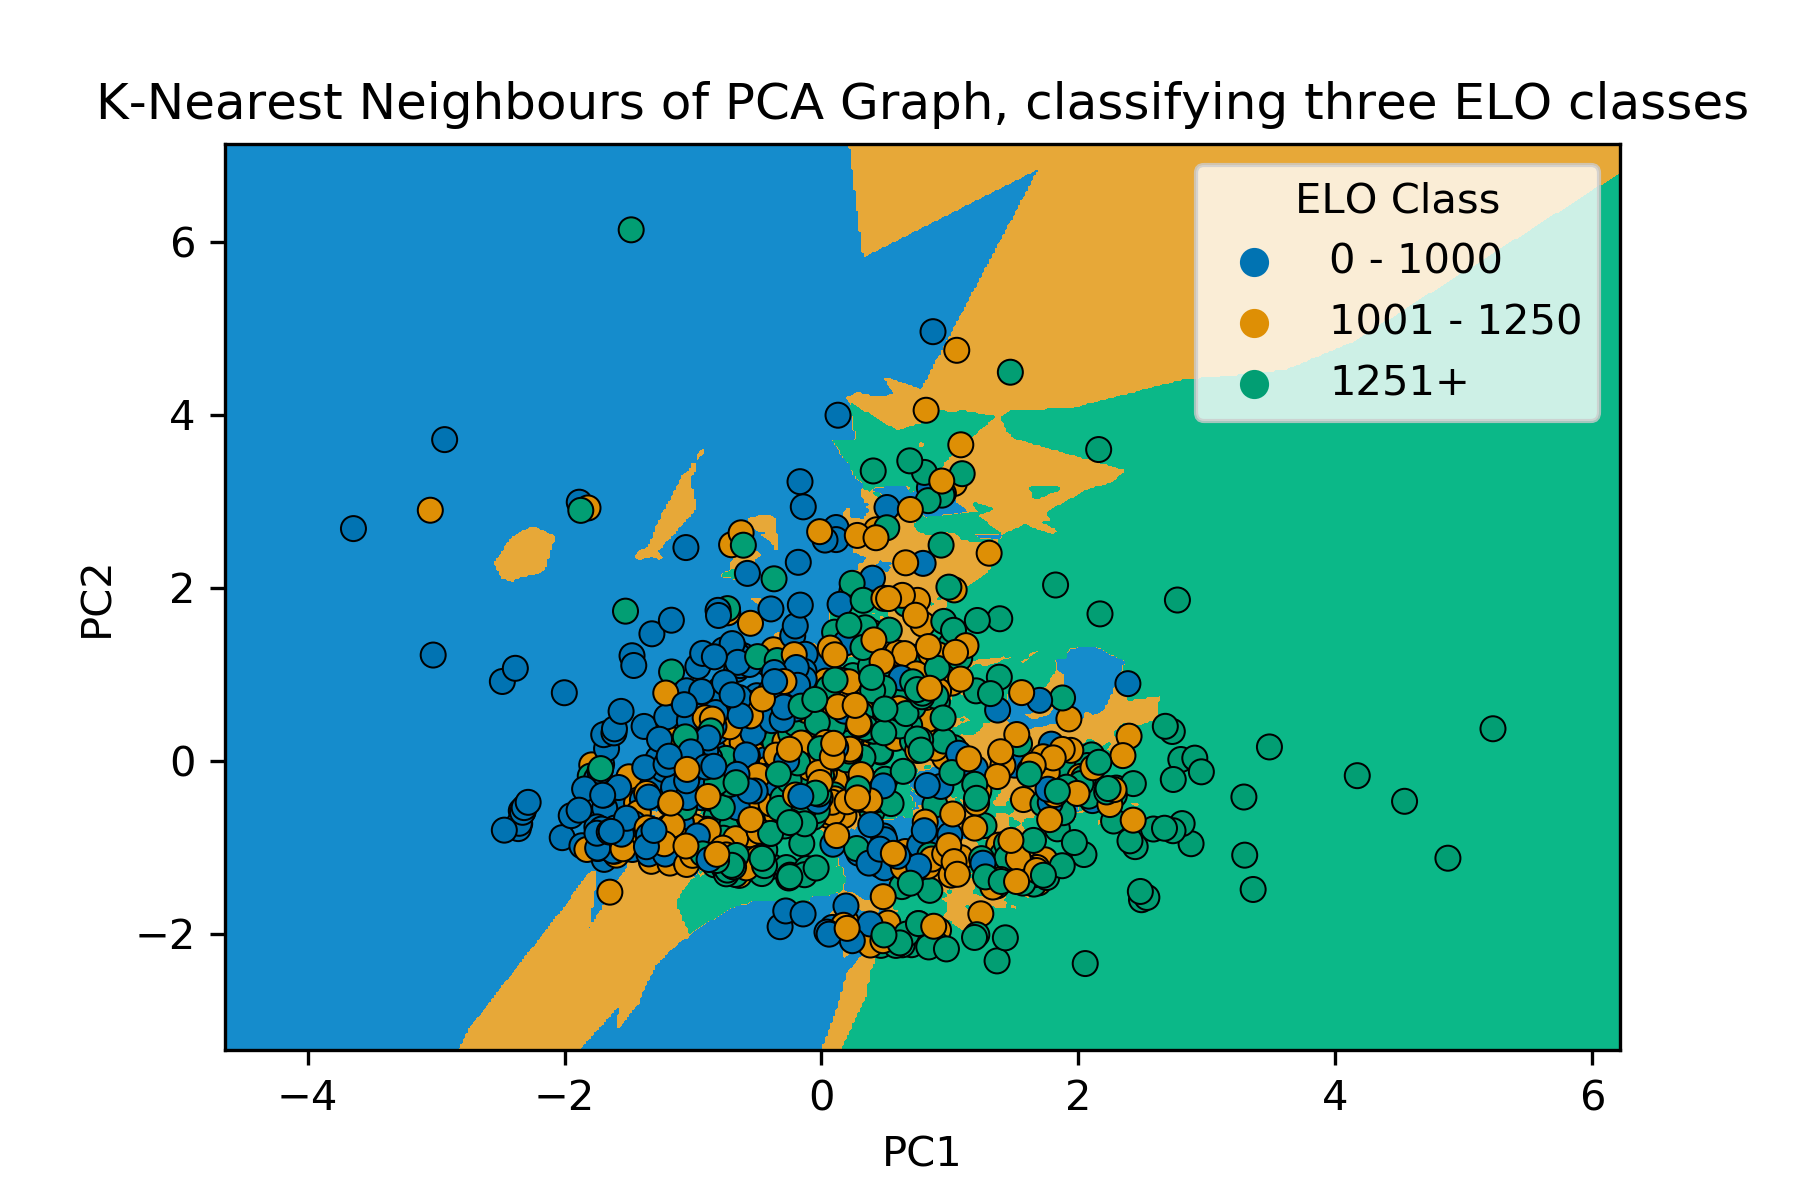 K-Nearest Neighbours of PCA Graph, classifying three ELO classes
ELO Class
0 - 1000
1001 - 1250
1251+
6
4
2
0
−2
PC2
−4 −2 0 2 4 6
PC1